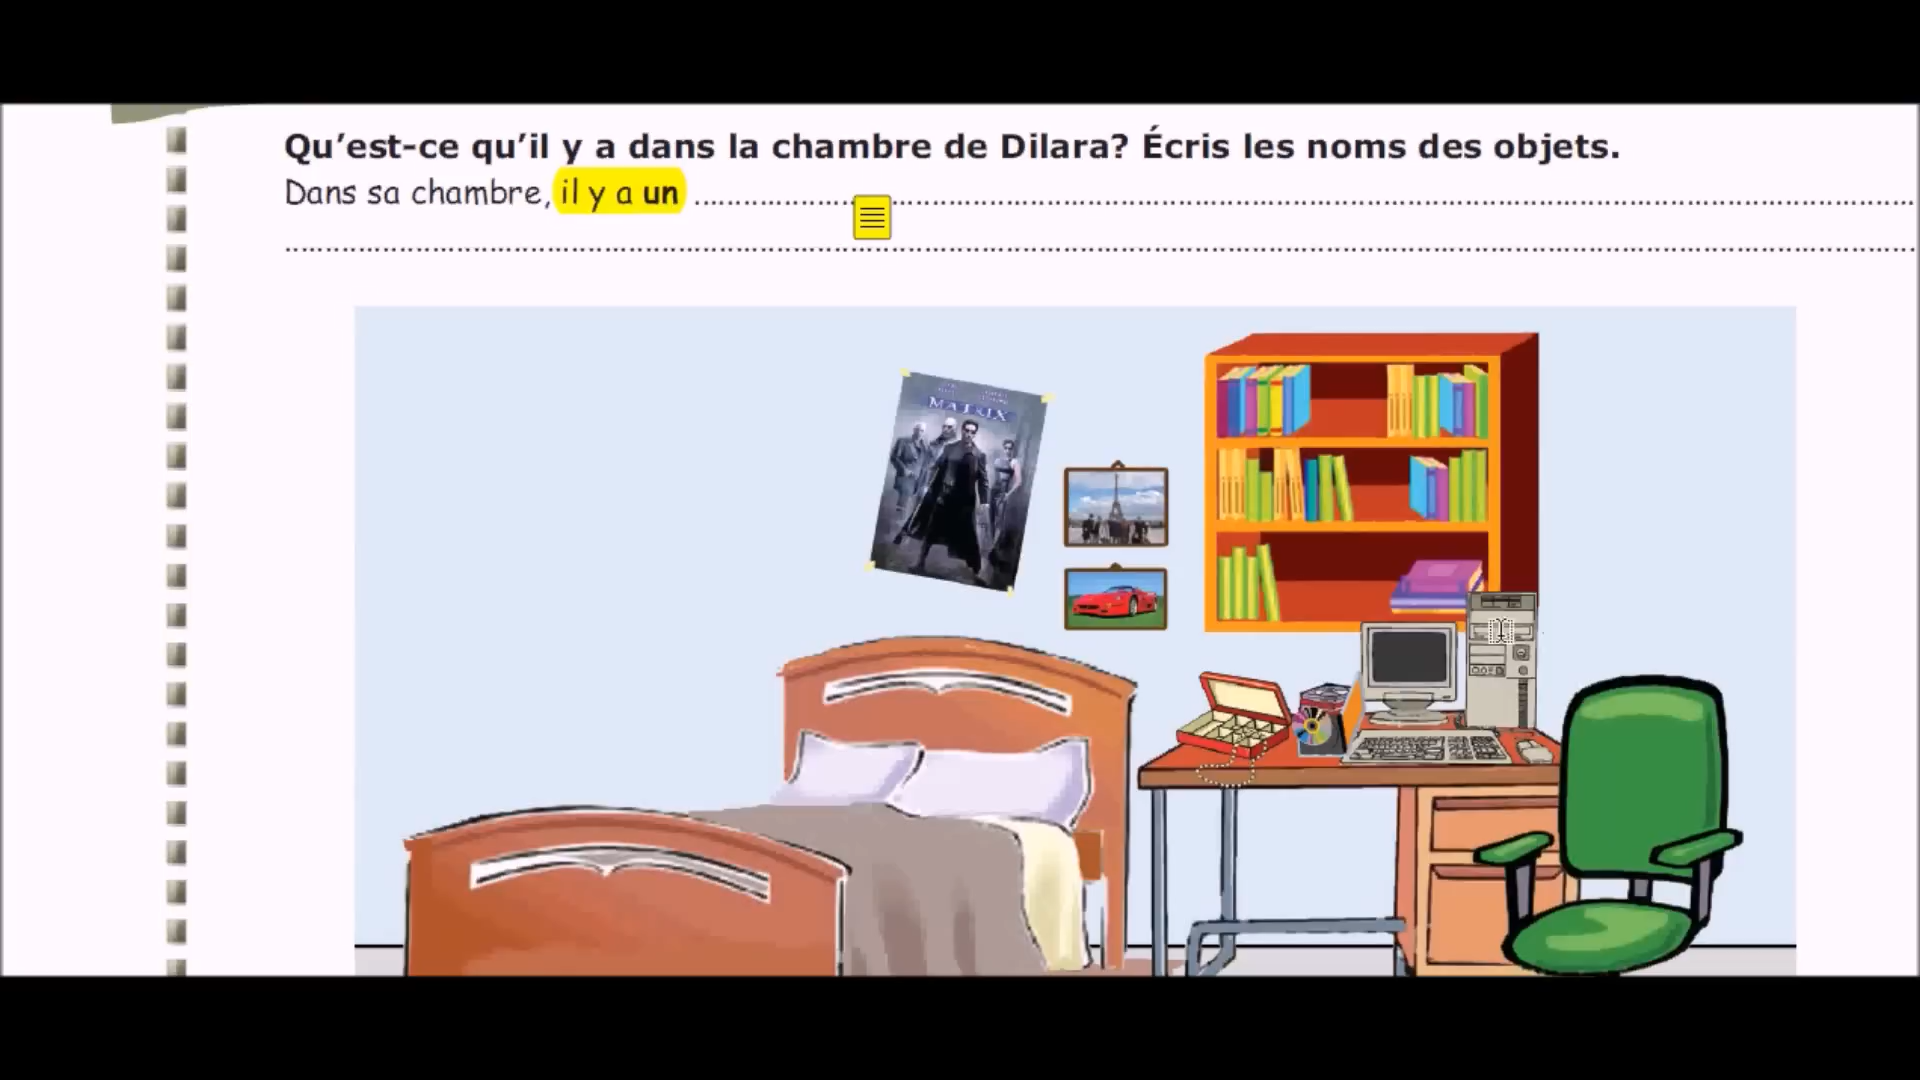 Qu’est-ce qu’il y a dans la chambre de Dilara? Écris les noms des objets.
Dans sa chambre, il y a un ........................................
........................................
MATRIX